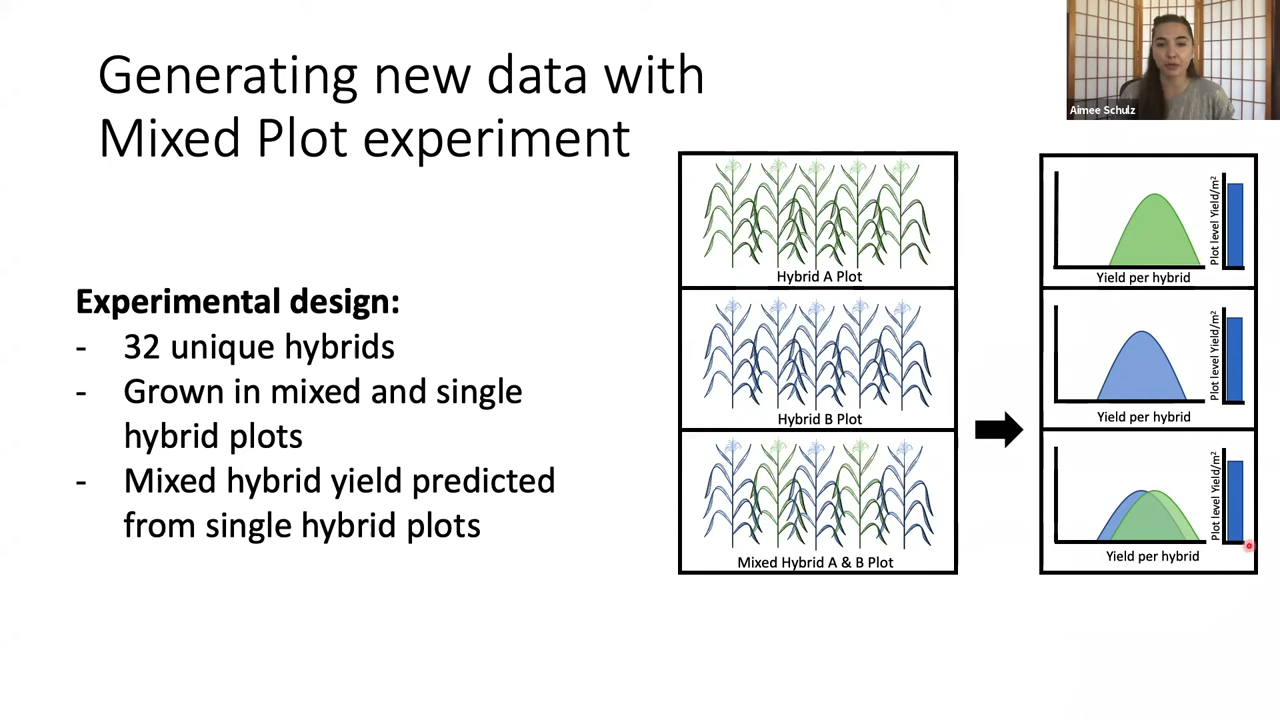 Generating new data with
Mixed Plot experiment
Aimee Schulz
Experimental design:
- 32 unique hybrids
- Grown in mixed and single
hybrid plots
- Mixed hybrid yield predicted
from single hybrid plots
Hybrid A Plot
Hybrid B Plot
Mixed Hybrid A & B Plot
Yield per hybrid
Plot level Yield/m²
Yield per hybrid
Plot level Yield/m²
Yield per hybrid
Plot level Yield/m²